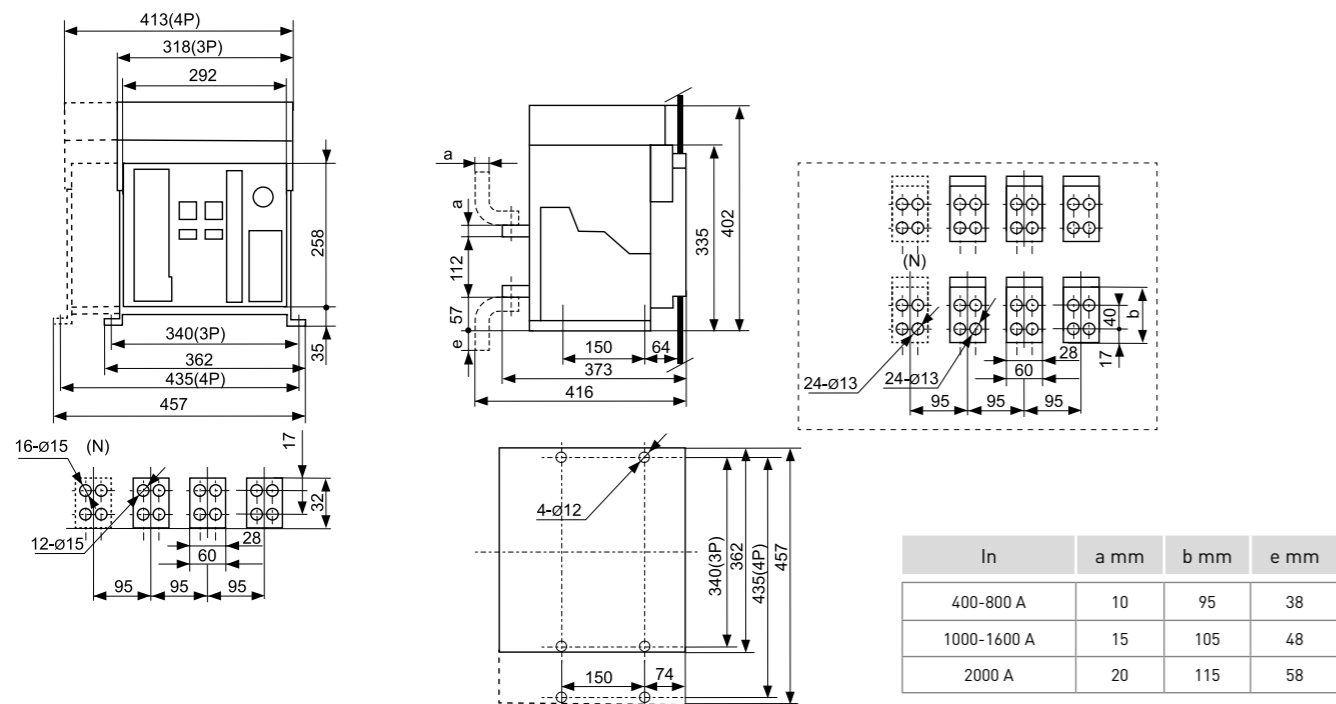 413(4P)
318(3P)
292
258
35
340(3P)
362
435(4P)
457
16-ø15 (N)
12-ø15
17
32
28
60
95 95 95
a
a
112
57
e
402
335
150 64
373
416
4-ø12
340(3P)
362
435(4P)
457
150 74
(N)
24-ø13 24-ø13
28
60
40
b
17
95 95 95
In a mm b mm e mm
400-800 A 10 95 38
1000-1600 A 15 105 48
2000 A 20 115 58